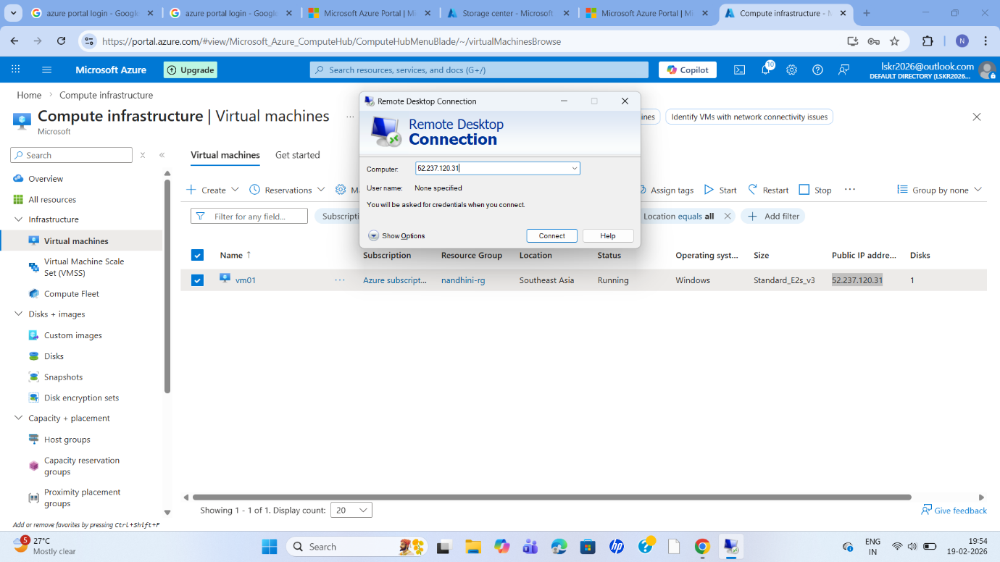 azure portal login - Google
azure portal login - Google
Microsoft Azure Portal | Mi
Storage center - Microsoft
Microsoft Azure Portal | Mi
Compute infrastructure - M
https://portal.azure.com/#view/Microsoft_Azure_ComputeHub/ComputeHubMenuBlade/~/virtualMachinesBrowse
N
Microsoft Azure
Upgrade
Search resources, services, and docs (G+/)
Copilot
10
lskr2026@outlook.com
DEFAULT DIRECTORY (LSKR2026...
Home > Compute infrastructure
Compute infrastructure | Virtual machines ...
Microsoft
Identify VMs with network connectivity issues
Search
Virtual machines
Get started
Overview
All resources
Infrastructure
Virtual machines
Virtual Machine Scale
Set (VMSS)
Compute Fleet
Disks + images
Custom images
Disks
Snapshots
Disk encryption sets
Capacity + placement
Host groups
Capacity reservation
groups
Proximity placement
groups
Add or remove favorites by pressing Ctrl+Shift+F
Create
Reservations
Assign tags
Start
Restart
Stop
...
Group by none
Filter for any field...
Location equals all
Add filter
Name ↑
Subscription
Resource Group
Location
Status
Operating syst...
Size
Public IP addre...
Disks
vm01
...
Azure subscript...
nandhini-rg
Southeast Asia
Running
Windows
Standard_E2s_v3
52.237.120.31
1
Remote Desktop Connection
Remote Desktop
Connection
Computer:
52.237.120.31
User name:
None specified
You will be asked for credentials when you connect.
Show Options
Connect
Help
Showing 1 - 1 of 1. Display count:
20
Give feedback
5
27°C
Mostly clear
Search
ENG
IN
19:54
19-02-2026